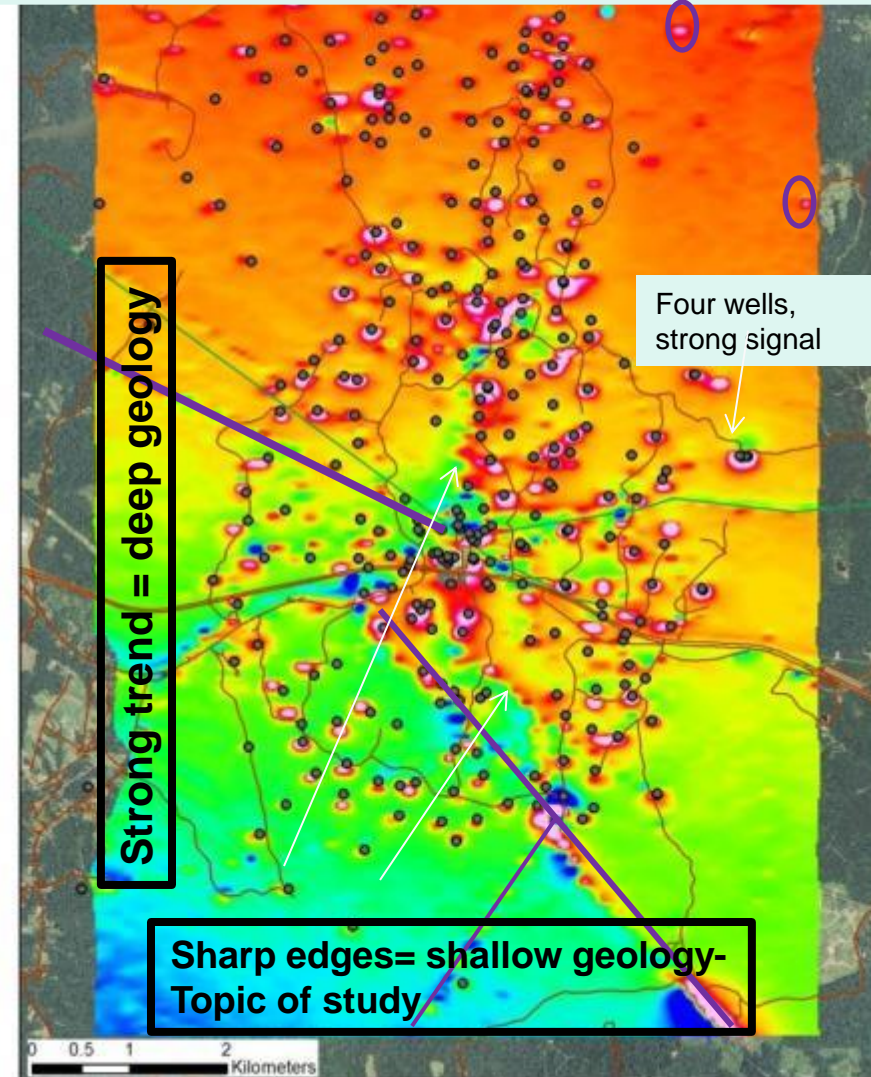 Four wells,
strong signal
Strong trend = deep geology
Sharp edges= shallow geology-
Topic of study
0 0.5 1 2
Kilometers